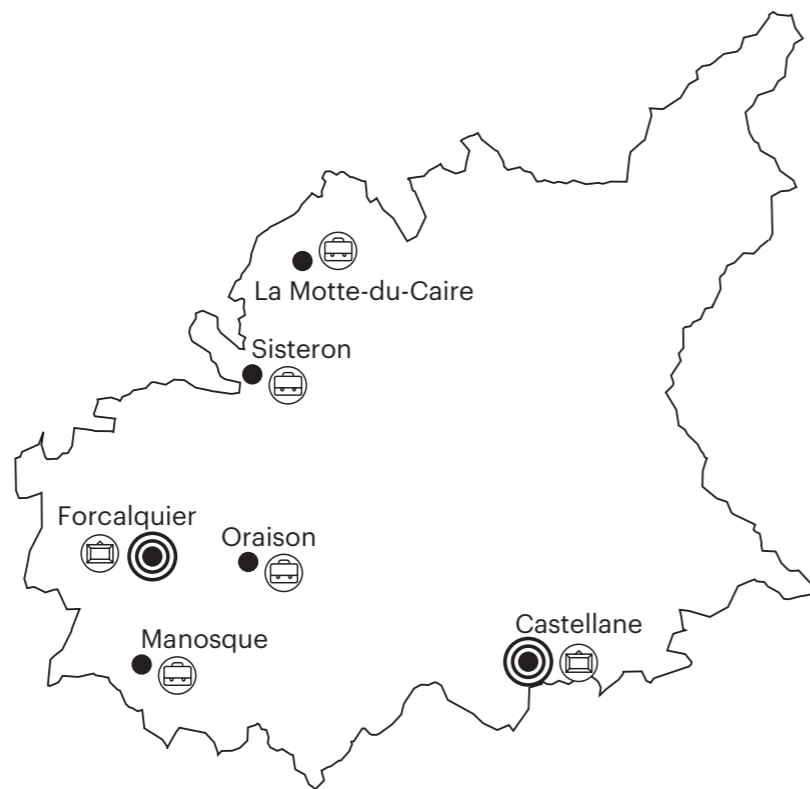 La Motte-du-Caire
Sisteron
Forcalquier
Oraison
Manosque
Castellane